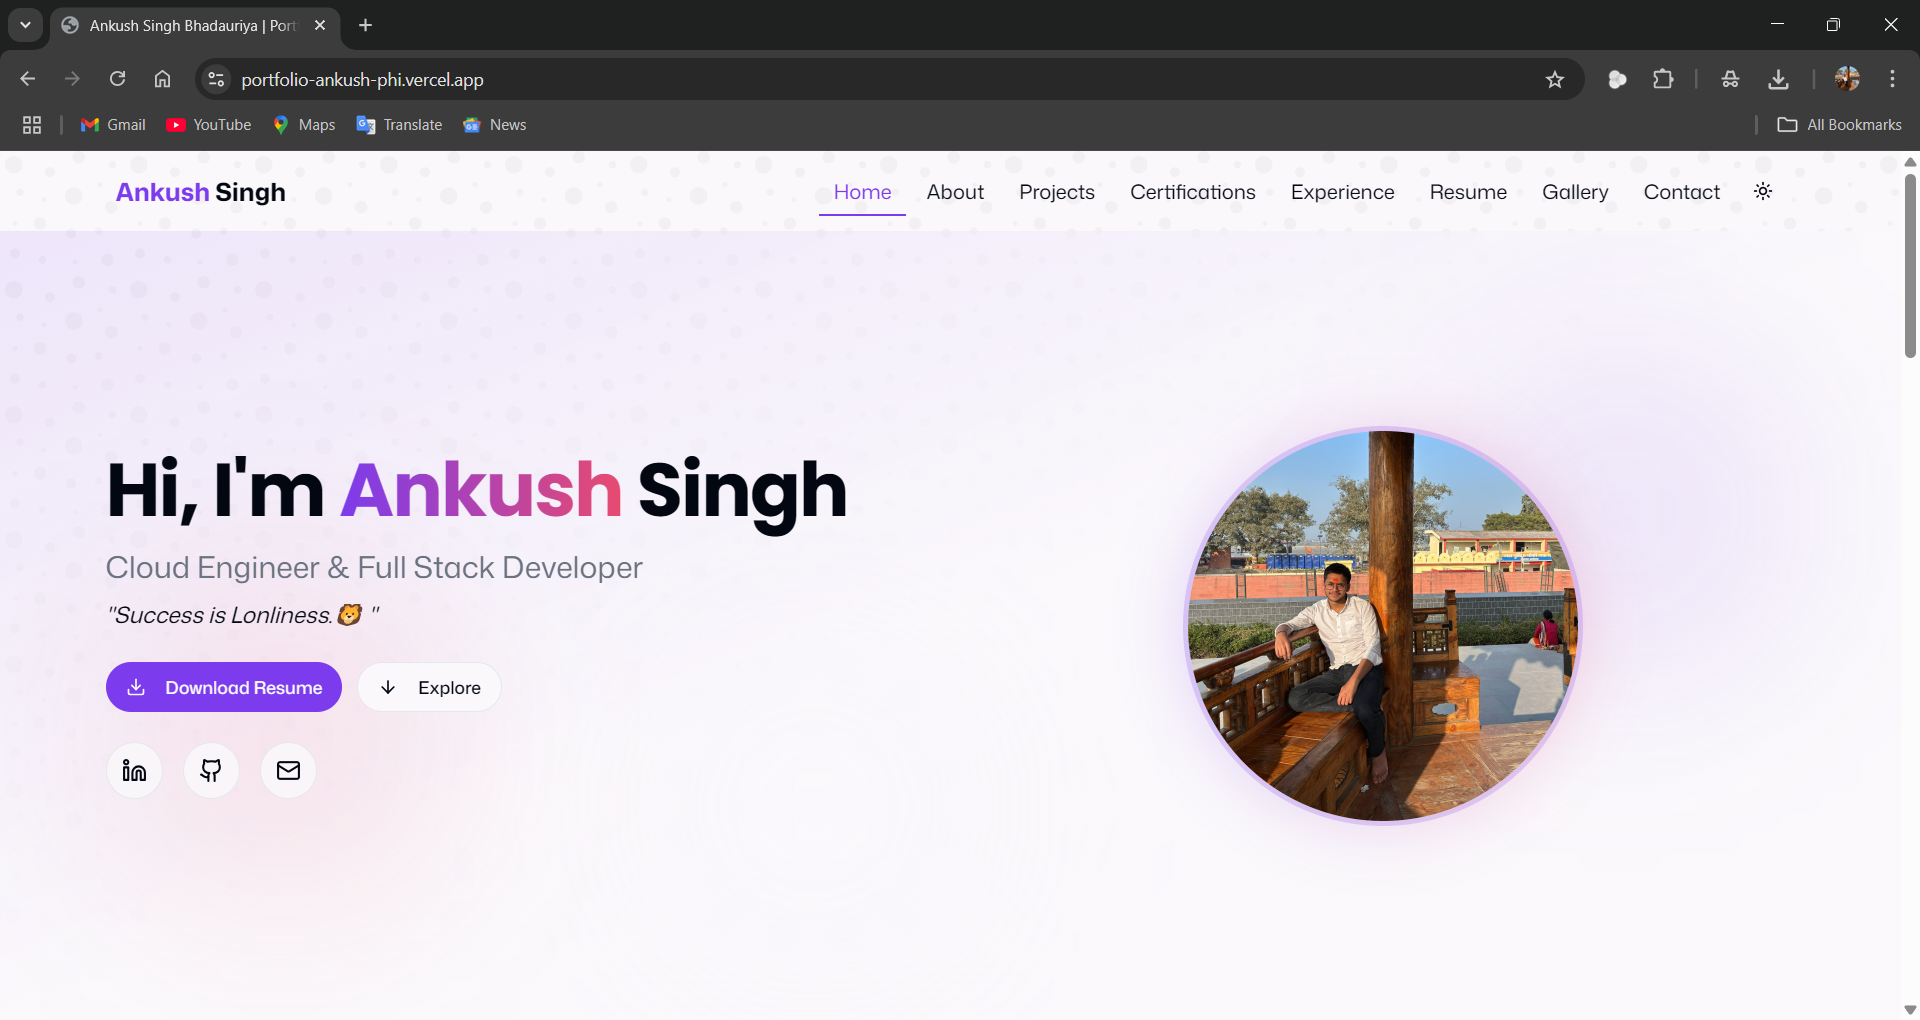 Ankush Singh Bhadauriya | Port
portfolio-ankush-phi.vercel.app
Gmail YouTube Maps Translate News All Bookmarks
Ankush Singh Home About Projects Certifications Experience Resume Gallery Contact
Hi, I'm Ankush Singh
Cloud Engineer & Full Stack Developer
"Success is Lonliness.🦁 "
Download Resume Explore